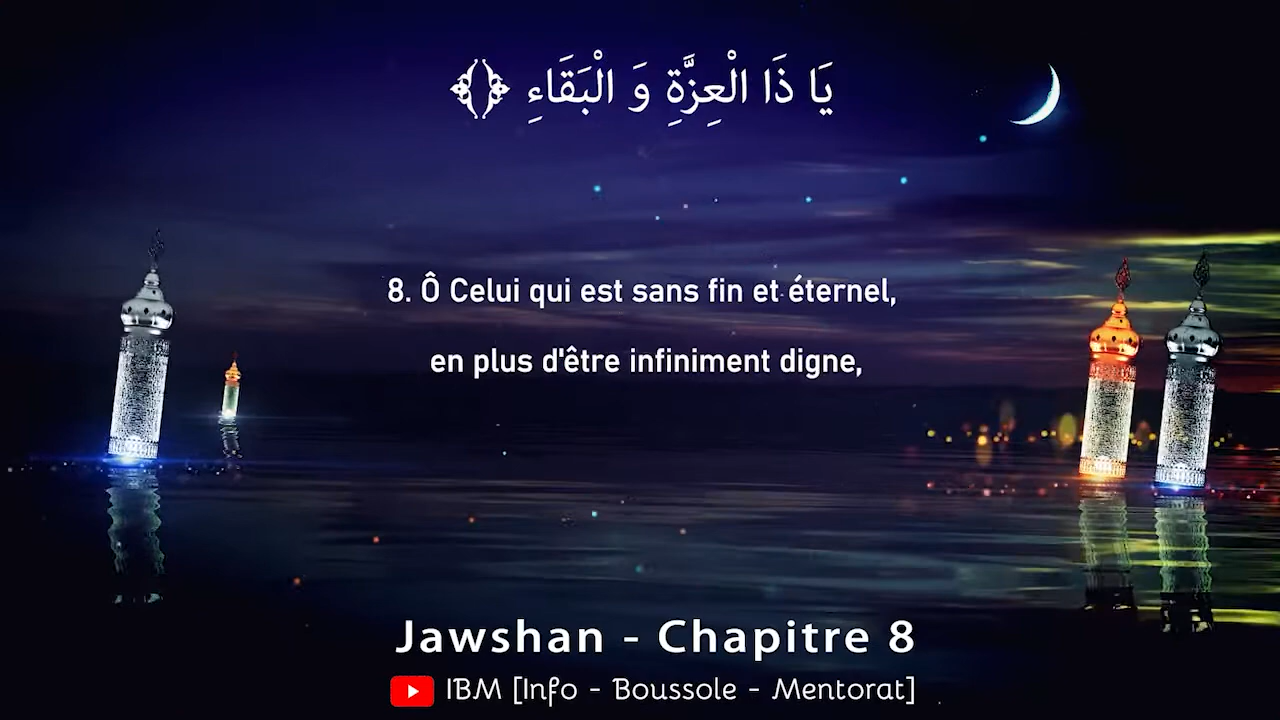 يَا ذَا الْعِزَّةِ وَ الْبَقَاءِ ﴿﴾
8. Ô Celui qui est sans fin et éternel,
en plus d'être infiniment digne,
Jawshan - Chapitre 8
IBM [Info - Boussole - Mentorat]